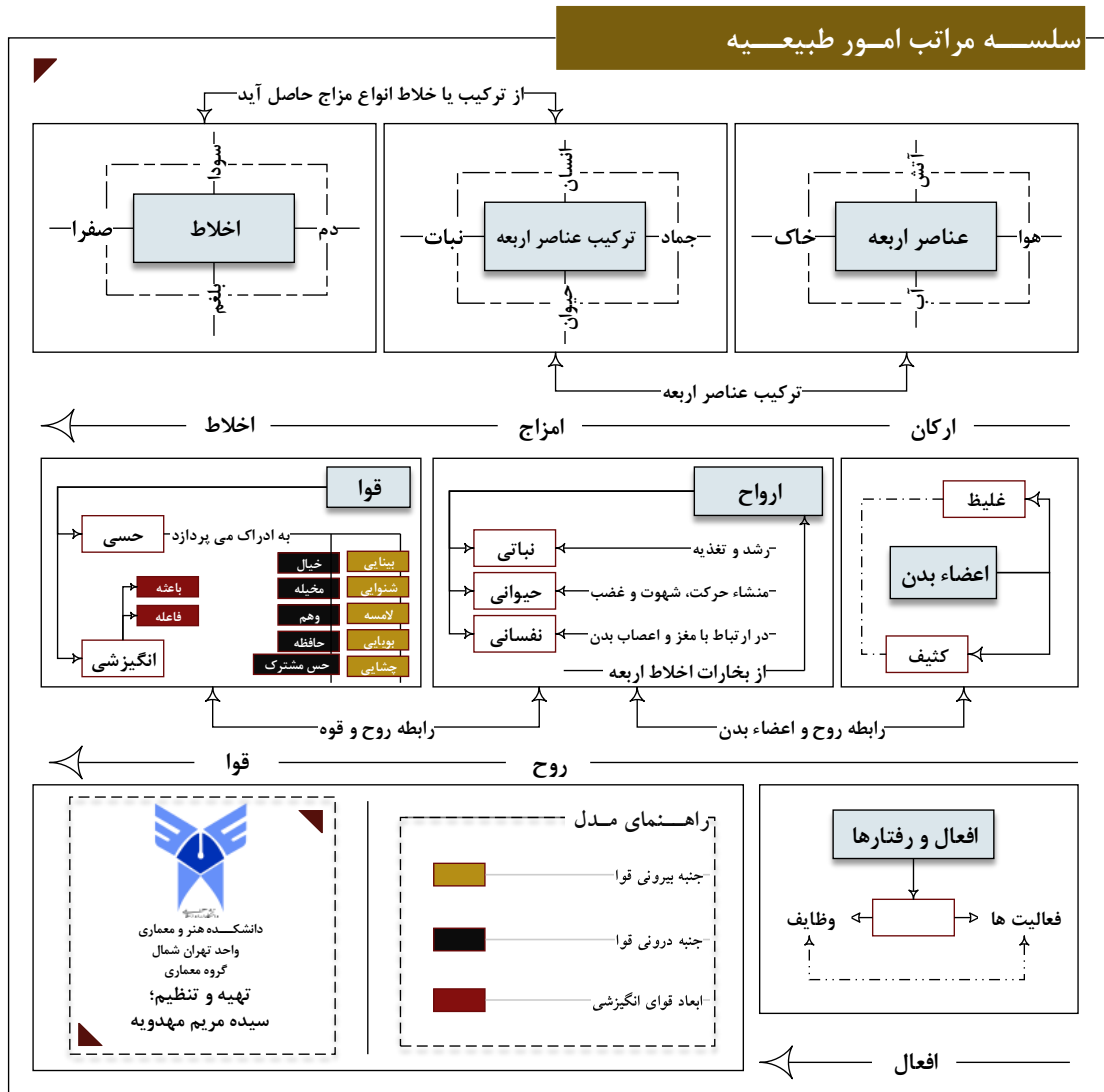 سلســـه مراتب امـور طبیعـــیه
از ترکیب یا خلاط انواع مزاج حاصل آید
آتش
هوا
عناصر اربعه
خاک
آب
انسان
جماد
ترکیب عناصر اربعه
نبات
حیوان
سودا
دم
اخلاط
صفرا
بلغم
ترکیب عناصر اربعه
ارکان
امزاج
اخلاط
غلیظ
اعضاء بدن
کثیف
ارواح
نباتی
رشد و تغذیه
حیوانی
منشاء حرکت، شهوت و غضب
نفسانی
در ارتباط با مغز و اعصاب بدن
از بخارات اخلاط اربعه
قوا
حسی
به ادراک می پردازد
بینایی
خیال
شنوایی
مخیله
لامسه
وهم
بویایی
حافظه
چشایی
حس مشترک
باعثه
فاعله
انگیزشی
رابطه روح و اعضاء بدن
رابطه روح و قوه
روح
قوا
افعال و رفتارها
فعالیت ها
وظایف
راهـــنمای مـدل
جنبه بیرونی قوا
جنبه درونی قوا
ابعاد قوای انگیزشی
دانشکـــده هنر و معماری
واحد تهران شمال
گروه معماری
تهیه و تنظیم؛
سیده مریم مهدویه
افعال